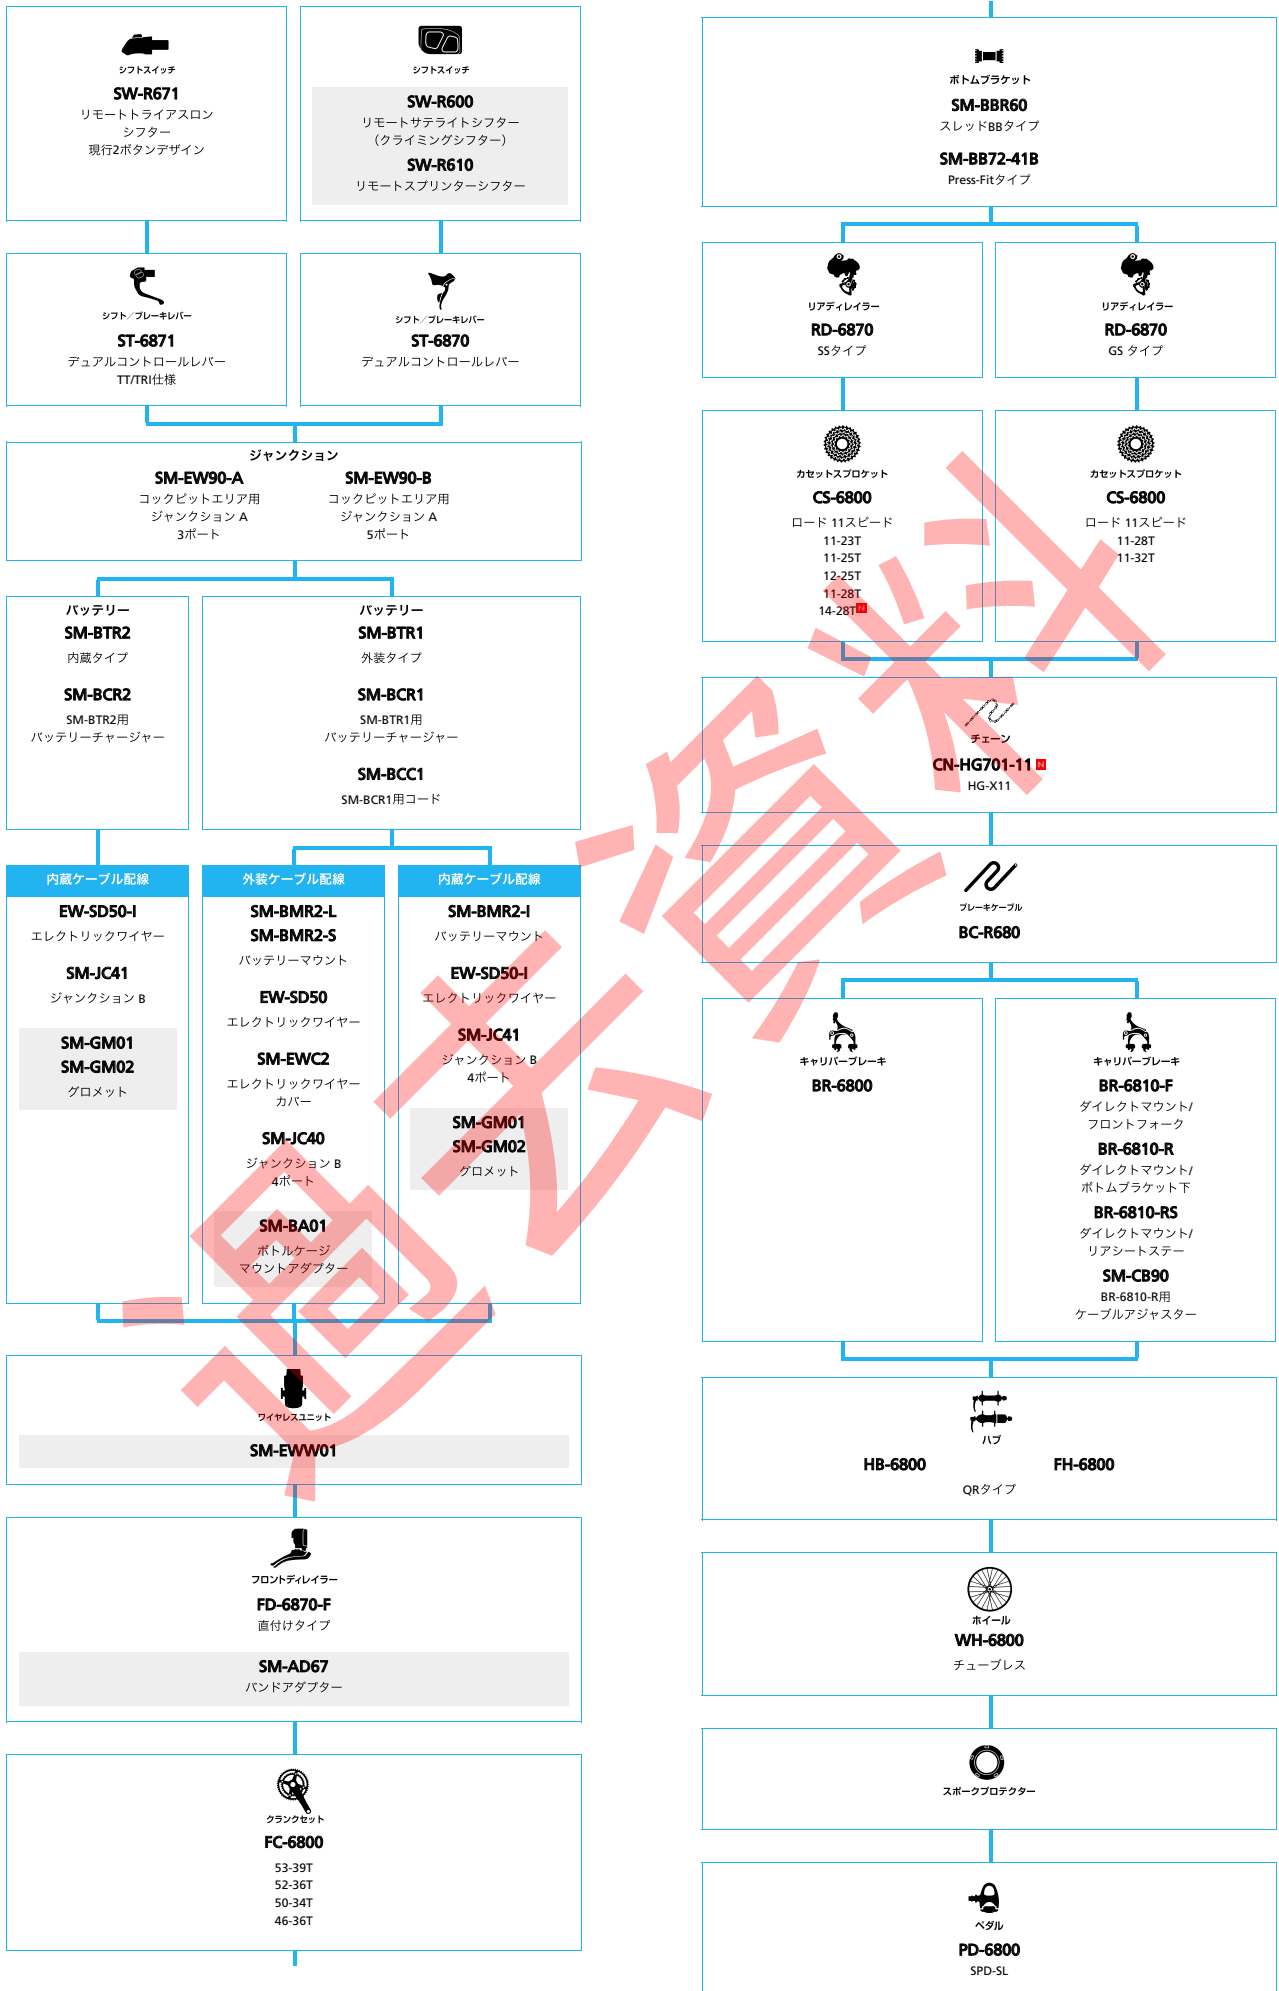 シフトスイッチ
SW-R671
リモートトライアスロン
シフター
現行2ボタンデザイン
シフトスイッチ
SW-R600
リモートサテライトシフター
（クライミングシフター）
SW-R610
リモートスプリンターシフター
シフト／ブレーキレバー
ST-6871
デュアルコントロールレバー
TT/TRI仕様
シフト／ブレーキレバー
ST-6870
デュアルコントロールレバー
ジャンクション
SM-EW90-A
コックピットエリア用
ジャンクション A
3ポート
SM-EW90-B
コックピットエリア用
ジャンクション A
5ポート
バッテリー
SM-BTR2
内蔵タイプ
SM-BCR2
SM-BTR2用
バッテリーチャージャー
バッテリー
SM-BTR1
外装タイプ
SM-BCR1
SM-BTR1用
バッテリーチャージャー
SM-BCC1
SM-BCR1用コード
内蔵ケーブル配線
EW-SD50-I
エレクトリックワイヤー
SM-JC41
ジャンクション B
SM-GM01
SM-GM02
グロメット
外装ケーブル配線
SM-BMR2-L
SM-BMR2-S
バッテリーマウント
EW-SD50
エレクトリックワイヤー
SM-EWC2
エレクトリックワイヤー
カバー
SM-JC40
ジャンクション B
4ポート
SM-BA01
ボトルケージ
マウントアダプター
内蔵ケーブル配線
SM-BMR2-I
バッテリーマウント
EW-SD50-I
エレクトリックワイヤー
SM-JC41
ジャンクション B
4ポート
SM-GM01
SM-GM02
グロメット
ワイヤレスユニット
SM-EWW01
フロントディレイラー
FD-6870-F
直付けタイプ
SM-AD67
バンドアダプター
クランクセット
FC-6800
53-39T
52-36T
50-34T
46-36T
ボトムブラケット
SM-BBR60
スレッドBBタイプ
SM-BB72-41B
Press-Fitタイプ
リアディレイラー
RD-6870
SSタイプ
リアディレイラー
RD-6870
GS タイプ
カセットスプロケット
CS-6800
ロード 11スピード
11-23T
11-25T
12-25T
11-28T
14-28T N
カセットスプロケット
CS-6800
ロード 11スピード
11-28T
11-32T
チェーン
CN-HG701-11 N
HG-X11
ブレーキケーブル
BC-R680
キャリパーブレーキ
BR-6800
キャリパーブレーキ
BR-6810-F
ダイレクトマウント/
フロントフォーク
BR-6810-R
ダイレクトマウント/
ボトムブラケット下
BR-6810-RS
ダイレクトマウント/
リアシートステー
SM-CB90
BR-6810-R用
ケーブルアジャスター
ハブ
HB-6800 FH-6800
QRタイプ
ホイール
WH-6800
チューブレス
スポークプロテクター
ペダル
PD-6800
SPD-SL
過去資料